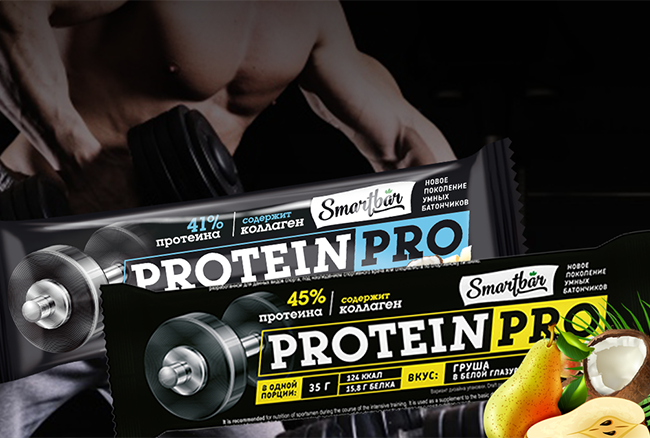 Smartbar
НОВОЕ
ПОКОЛЕНИЕ
УМНЫХ
БАТОНЧИКОВ
41%
протеина
содержит
коллаген
PROTEIN PRO
Smartbar
НОВОЕ
ПОКОЛЕНИЕ
УМНЫХ
БАТОНЧИКОВ
45%
протеина
содержит
коллаген
PROTEIN PRO
В ОДНОЙ
ПОРЦИИ:
35 Г
124 ККАЛ
15,8 Г БЕЛКА
ВКУС:
ГРУША
В БЕЛОЙ ГЛАЗУ
It is recommended for nutrition of sportsmen during the course of the intensive training. It is used as a supplement to the